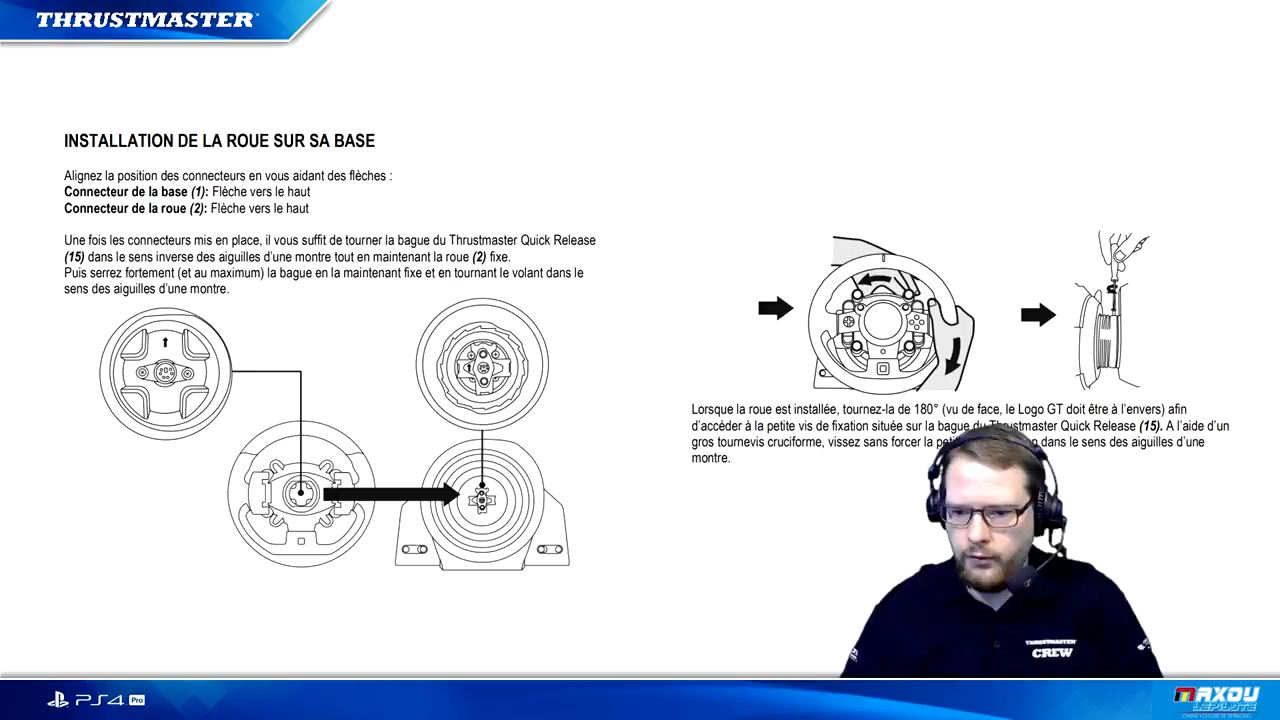 THRUSTMASTER
INSTALLATION DE LA ROUE SUR SA BASE
Alignez la position des connecteurs en vous aidant des flèches :
Connecteur de la base (1): Flèche vers le haut
Connecteur de la roue (2): Flèche vers le haut
Une fois les connecteurs mis en place, il vous suffit de tourner la bague du Thrustmaster Quick Release
(15) dans le sens inverse des aiguilles d'une montre tout en maintenant la roue (2) fixe.
Puis serrez fortement (et au maximum) la bague en la maintenant fixe et en tournant le volant dans le
sens des aiguilles d'une montre.
Lorsque la roue est installée, tournez-la de 180° (vu de face, le Logo GT doit être à l'envers) afin
d'accéder à la petite vis de fixation située sur la bague du Thrustmaster Quick Release (15). A l'aide d'un
gros tournevis cruciforme, vissez sans forcer la on dans le sens des aiguilles d'une
montre.
THRUSTMASTER
CREW
PS4 Pro
MAXOU
LEPILOTE